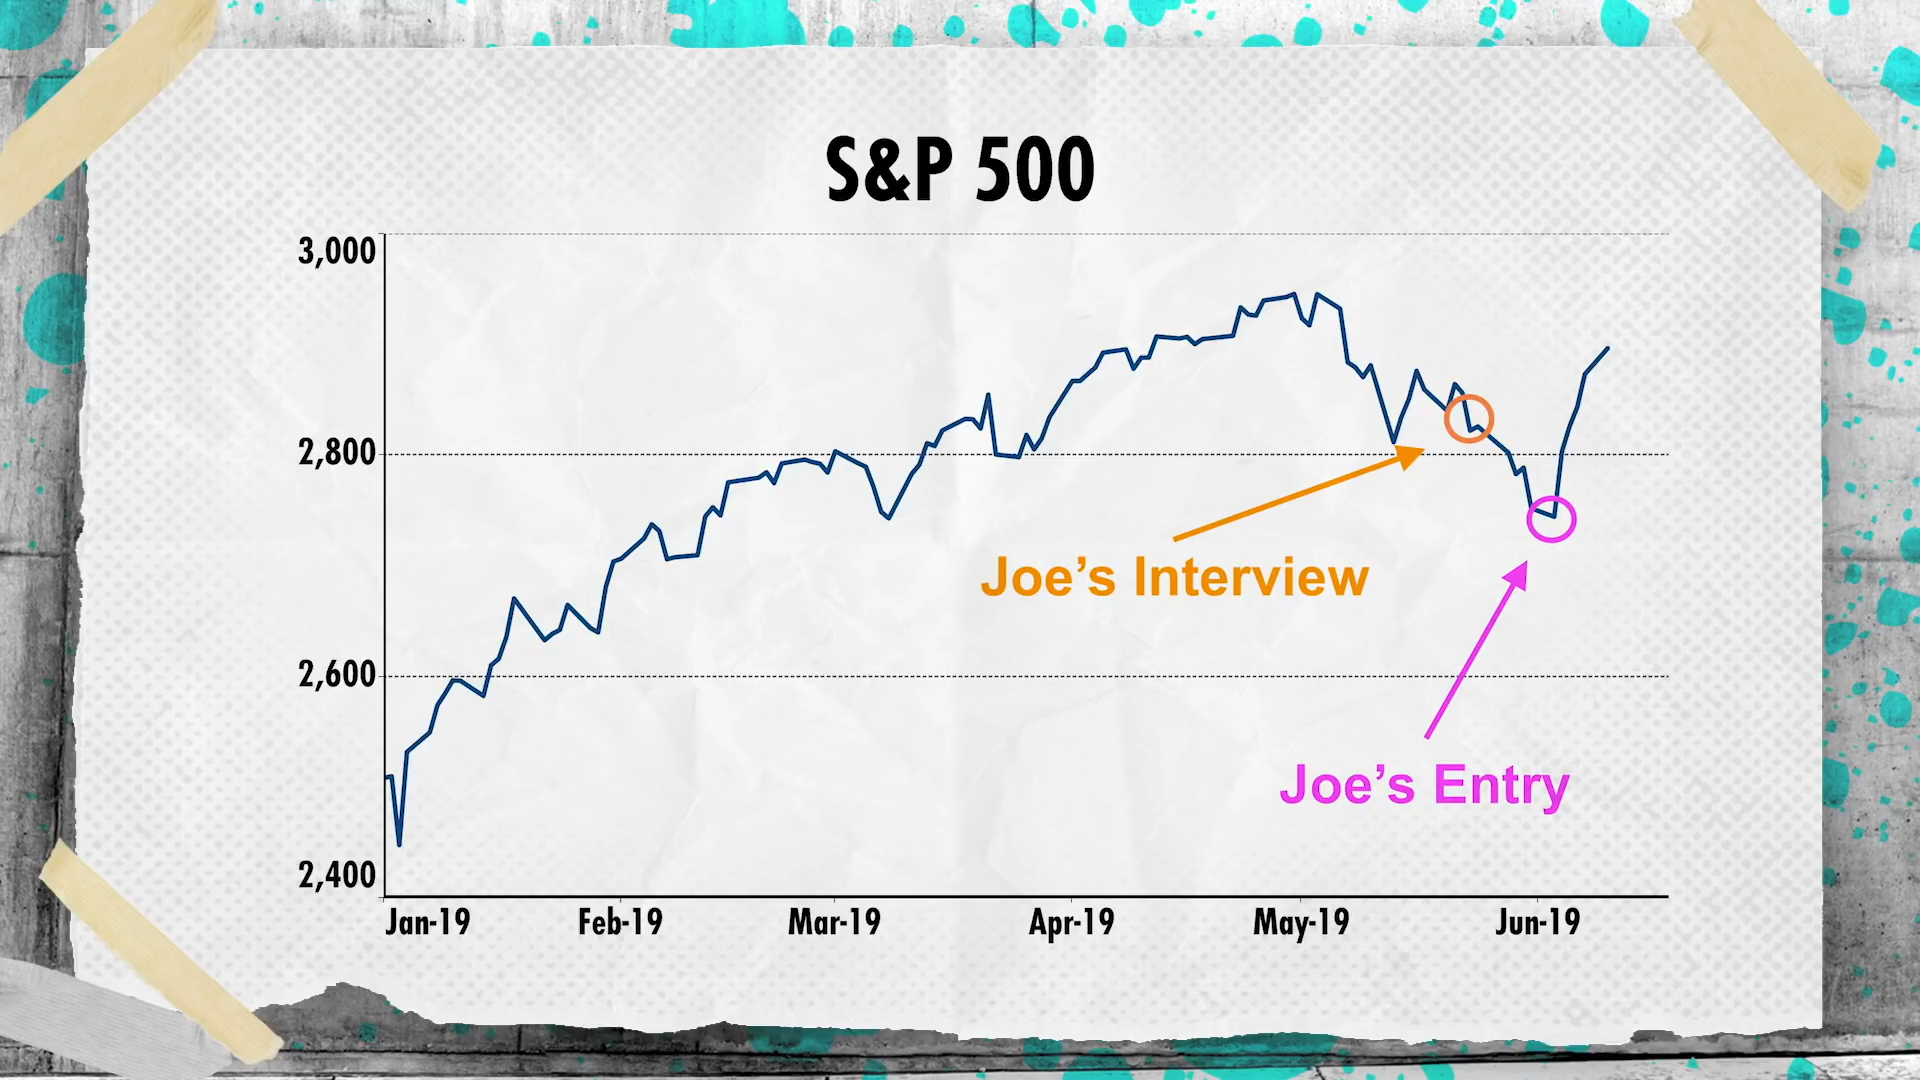 S&P 500
3,000
2,800
2,600
2,400
Joe's Interview
Joe's Entry
Jan-19 Feb-19 Mar-19 Apr-19 May-19 Jun-19